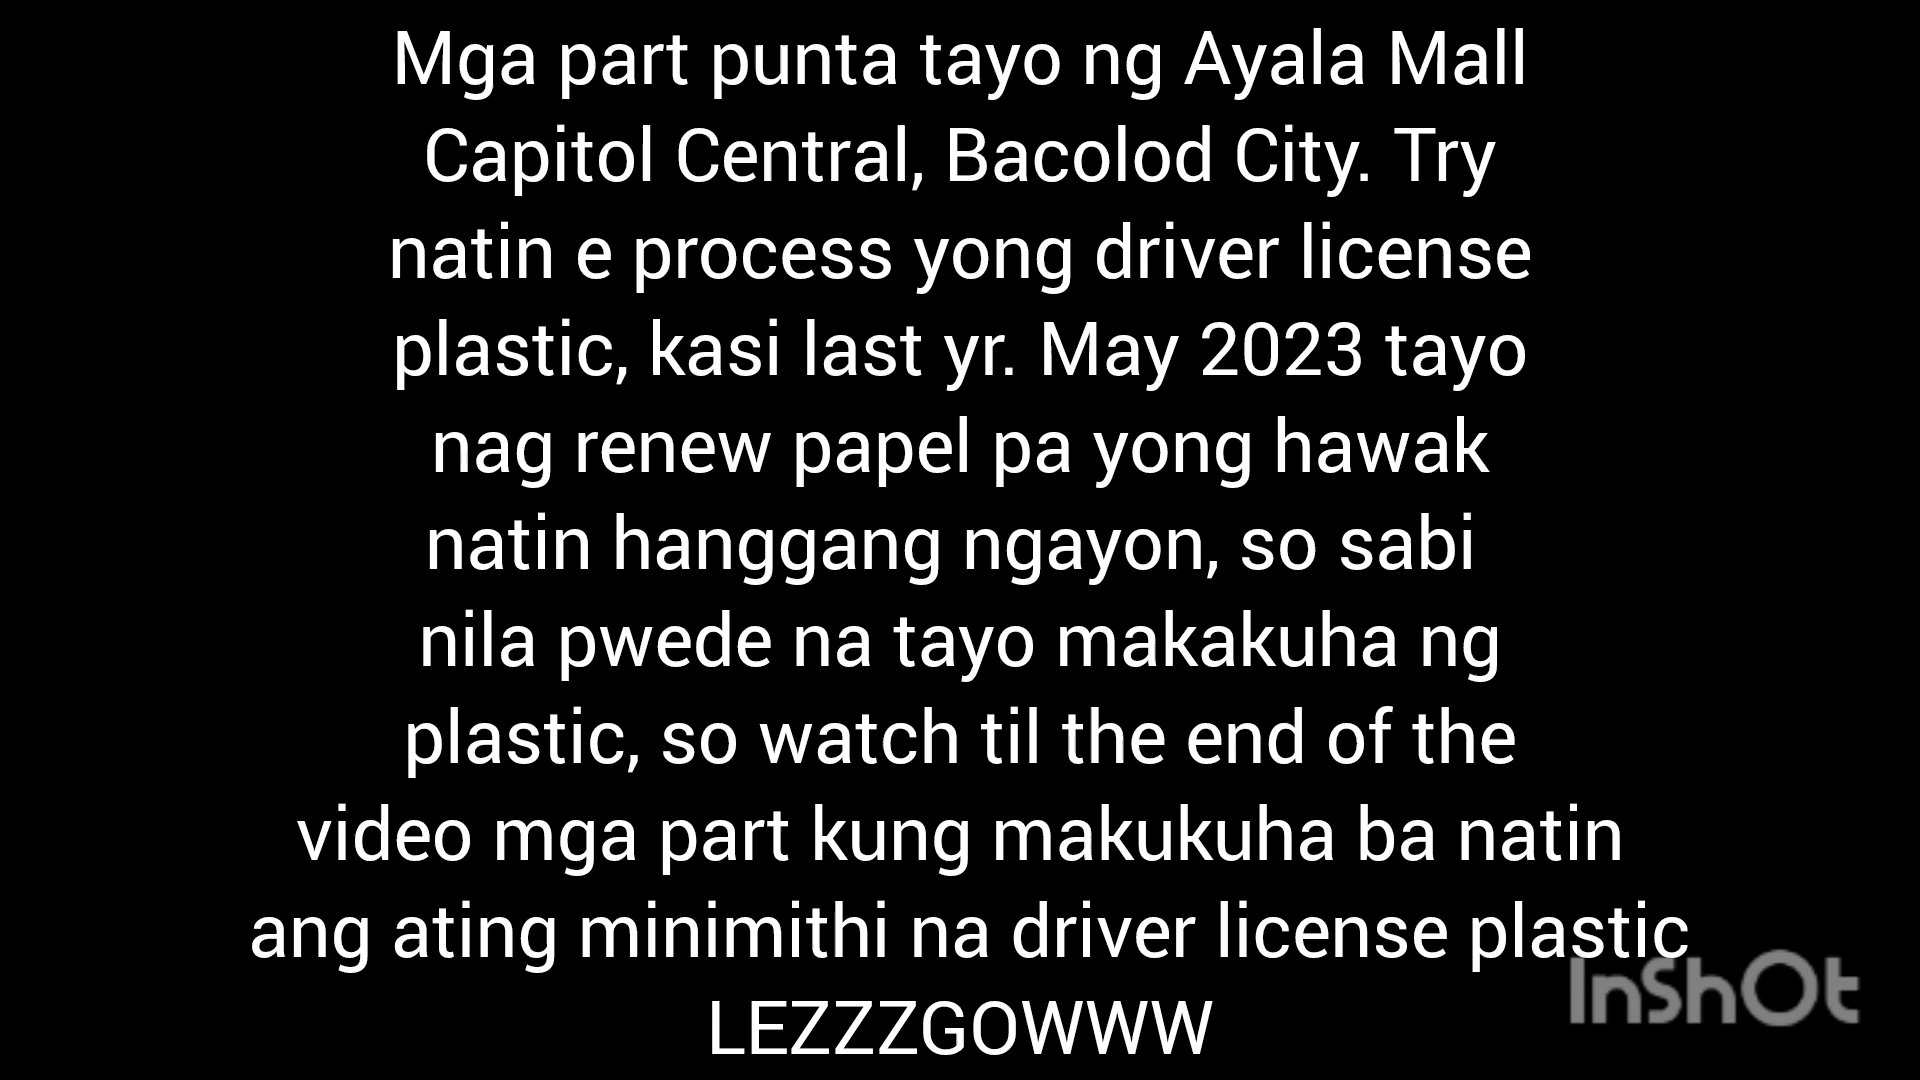 Mga part punta tayo ng Ayala Mall
Capitol Central, Bacolod City. Try
natin e process yong driver license
plastic, kasi last yr. May 2023 tayo
nag renew papel pa yong hawak
natin hanggang ngayon, so sabi
nila pwede na tayo makakuha ng
plastic, so watch til the end of the
video mga part kung makukuha ba natin
ang ating minimithi na driver license plastic
LEZZZGOWWW
InShOt